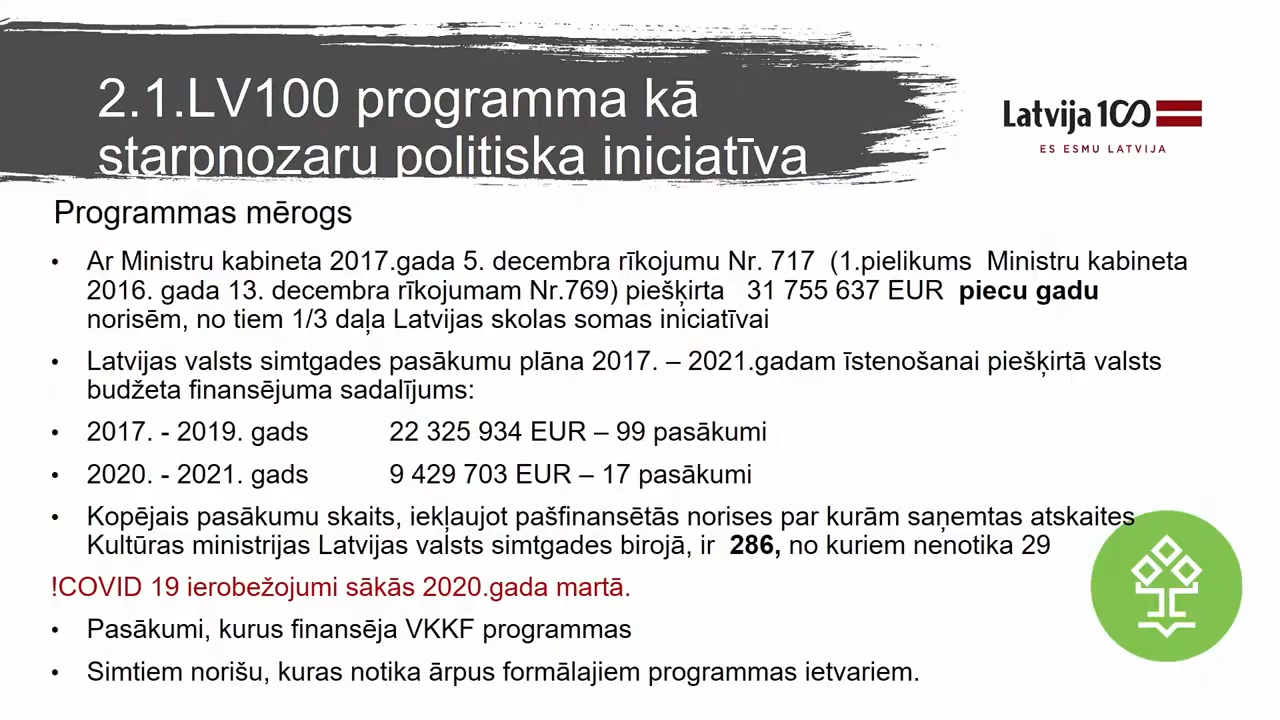 2.1.LV100 programma kā
starpnozaru politiska iniciatīva
Latvija 100
ES ESMU LATVIJA
Programmas mērogs
• Ar Ministru kabineta 2017.gada 5. decembra rīkojumu Nr. 717 (1.pielikums Ministru kabineta
2016. gada 13. decembra rīkojumam Nr.769) piešķirta 31 755 637 EUR piecu gadu
norisēm, no tiem 1/3 daļa Latvijas skolas somas iniciatīvai
• Latvijas valsts simtgades pasākumu plāna 2017. – 2021.gadam īstenošanai piešķirtā valsts
budžeta finansējuma sadalījums:
• 2017. - 2019. gads 22 325 934 EUR – 99 pasākumi
• 2020. - 2021. gads 9 429 703 EUR – 17 pasākumi
• Kopējais pasākumu skaits, iekļaujot pašfinansētās norises par kurām saņemtas atskaites
Kultūras ministrijas Latvijas valsts simtgades birojā, ir 286, no kuriem nenotika 29
!COVID 19 ierobežojumi sākās 2020.gada martā.
• Pasākumi, kurus finansēja VKKF programmas
• Simtiem norišu, kuras notika ārpus formālajiem programmas ietvariem.